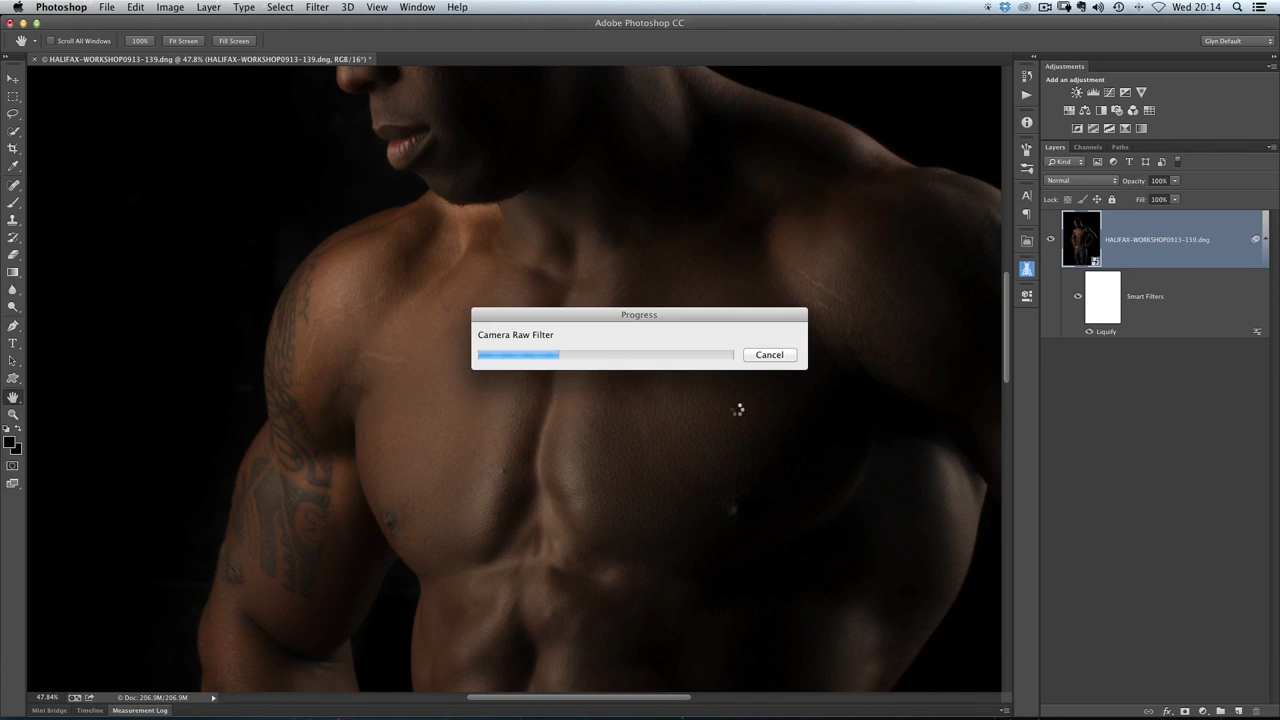 Photoshop File Edit Image Layer Type Select Filter 3D View Window Help Wed 20:14
Adobe Photoshop CC
Scroll All Windows 100% Fit Screen Fill Screen Glyn Default
× © HALIFAX-WORKSHOP0913-139.dng @ 47.8% (HALIFAX-WORKSHOP0913-139.dng, RGB/16*) *
Adjustments
Add an adjustment
Layers Channels Paths
Kind
Normal Opacity: 100%
Lock: Fill: 100%
HALIFAX-WORKSHOP0913-139.dng
Smart Filters
Liquify
Progress
Camera Raw Filter
Cancel
47.84% © Doc: 206.9M/206.9M
Mini Bridge Timeline Measurement Log